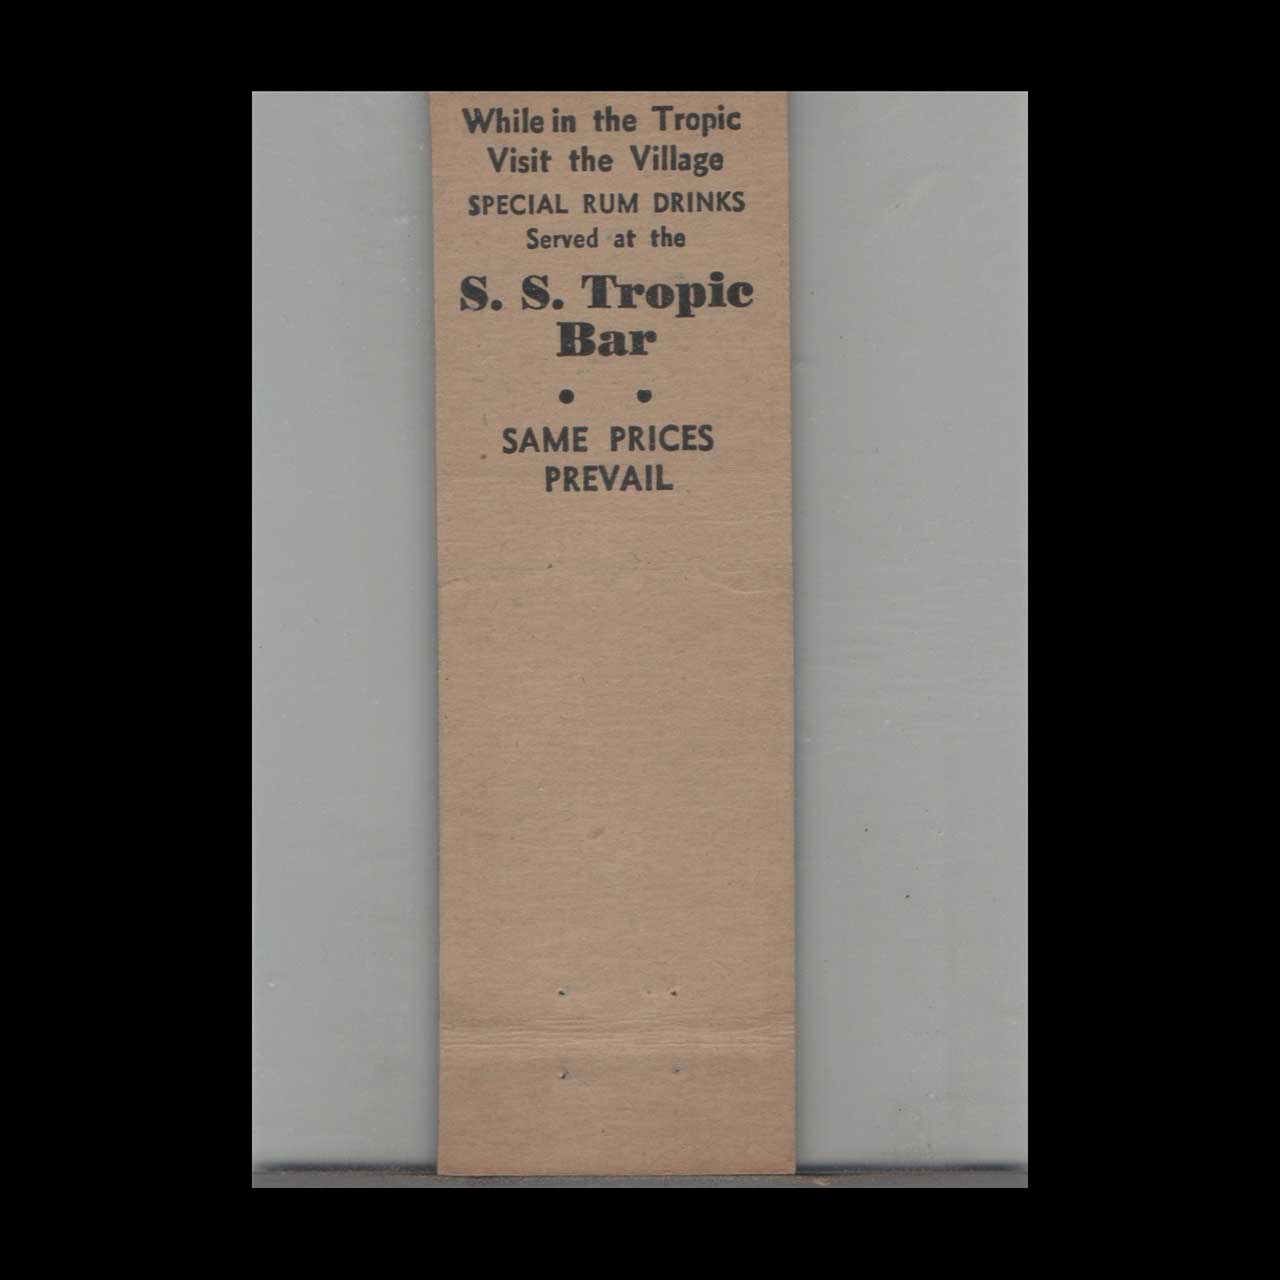 While in the Tropic
Visit the Village
SPECIAL RUM DRINKS
Served at the
S. S. Tropic
Bar
• •
SAME PRICES
PREVAIL